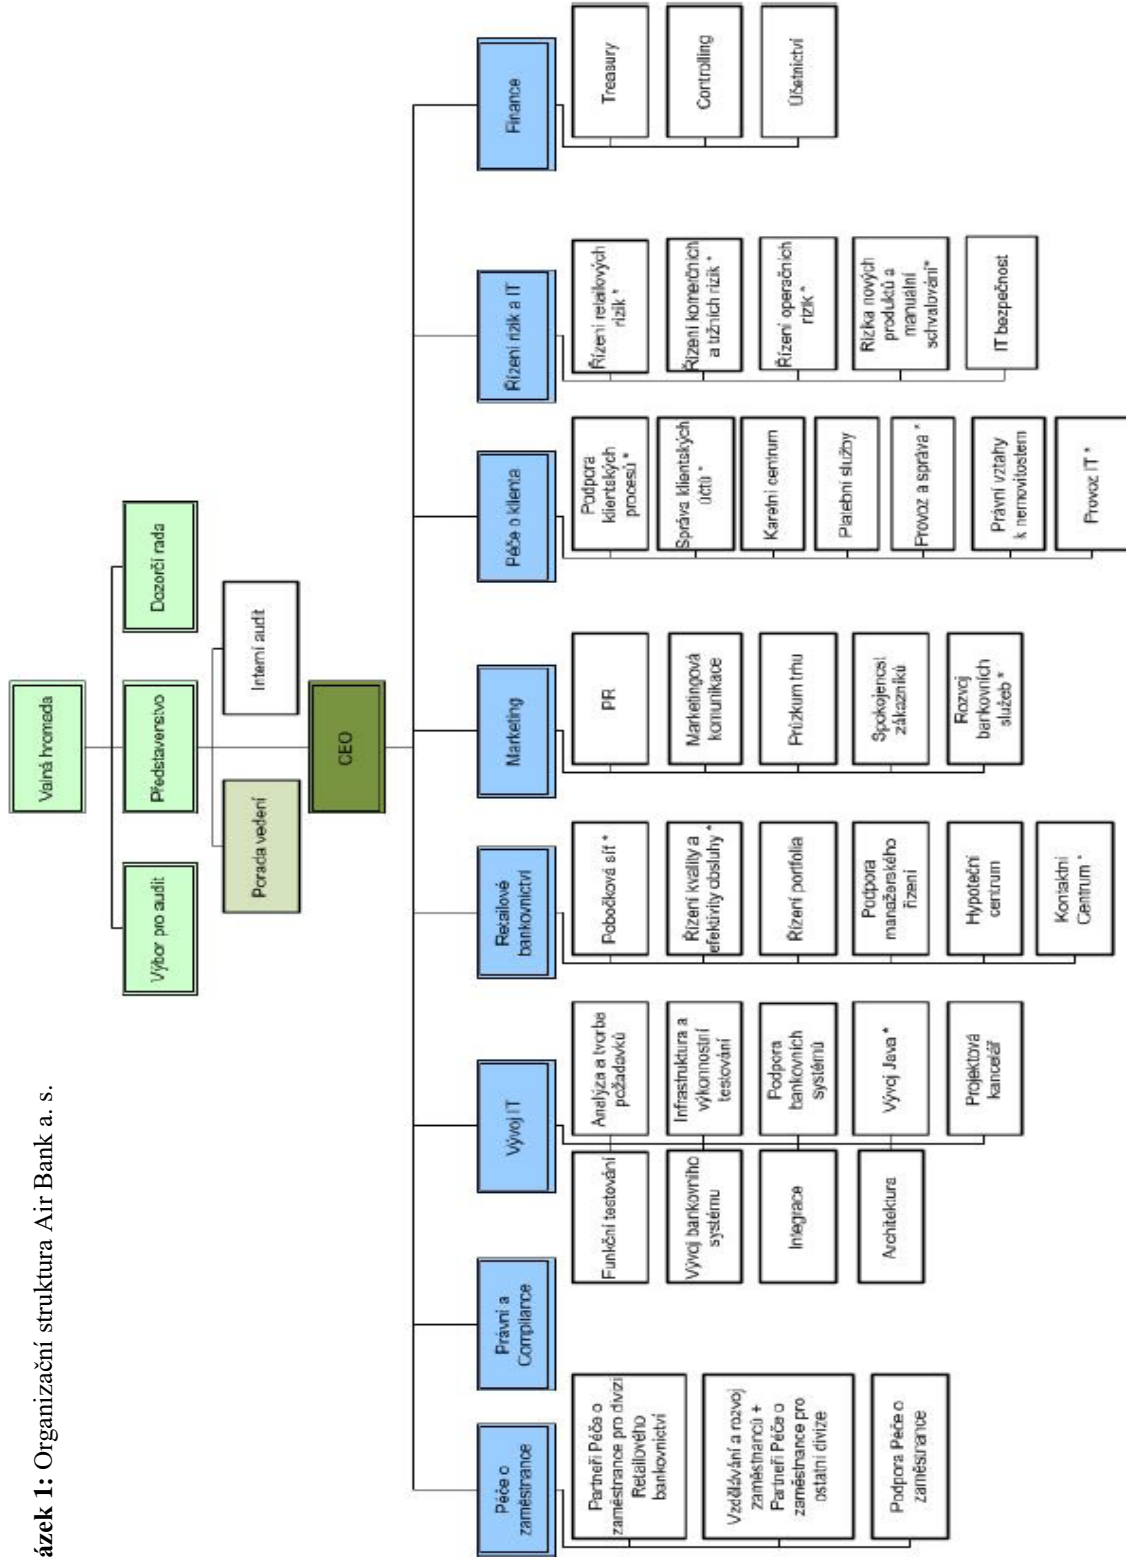 ázek 1: Organizační struktura Air Bank a. s.
Valná hromada
Výbor pro audit
Představenstvo
Dozorčí rada
Porada vedení
Interní audit
CEO
Péče o
zaměstnance
Právní a
Compliance
Vývoj IT
Retailové
bankovnictví
Marketing
Péče o klienta
Řízení rizik a IT
Finance
Partneři Péče o
zaměstnance pro divizi
Retailového
bankovnictví
Vzdělávání a rozvoj
zaměstnanců +
Partneři Péče o
zaměstnance pro
ostatní divize
Podpora Péče o
zaměstnance
Funkční testování
Vývoj bankovního
systému
Integrace
Architektura
Analýza a tvorba
požadavků
Infrastruktura a
výkonnostní
testování
Podpora
bankovních
systémů
Vývoj Java *
Projektová
kancelář
Pobočková síť *
Řízení kvality a
efektivity obsluhy *
Řízení portfolia
Podpora
manažerského
řízení
Hypoteční
centrum
Kontaktní
Centrum *
PR
Marketingová
komunikace
Průzkum trhu
Spokojenost
zákazníků
Rozvoj
bankovních
služeb *
Podpora
klientských
procesů *
Správa klientských
účtů *
Karetní centrum
Platební služby
Provoz a správa *
Právní vztahy
k nemovitostem
Provoz IT *
Řízení retailových
rizik *
Řízení komerčních
a tržních rizik *
Řízení operačních
rizik *
Rizika nových
produktů a
manuální
schvalování*
IT bezpečnost
Treasury
Controlling
Účetnictví